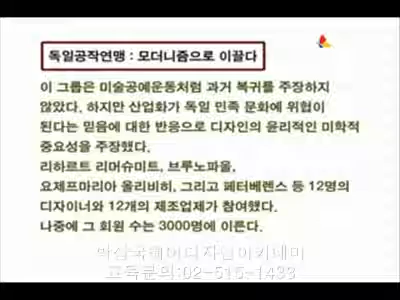 독일공작연맹 : 모더니즘으로 이끌다
이 그룹은 미술공예운동처럼 과거 복귀를 주장하지
않았다. 하지만 산업화가 독일 민족 문화에 위협이
된다는 믿음에 대한 반응으로 디자인의 윤리적인 미학적
중요성을 주장했다.
리하르트 리머슈미트, 브루노파울,
요제프마리아 올리비히, 그리고 페터베렌스 등 12명의
디자이너와 12개의 제조업체가 참여했다.
나중에 그 회원 수는 3000명에 이른다.
교육문의:02-515-1433